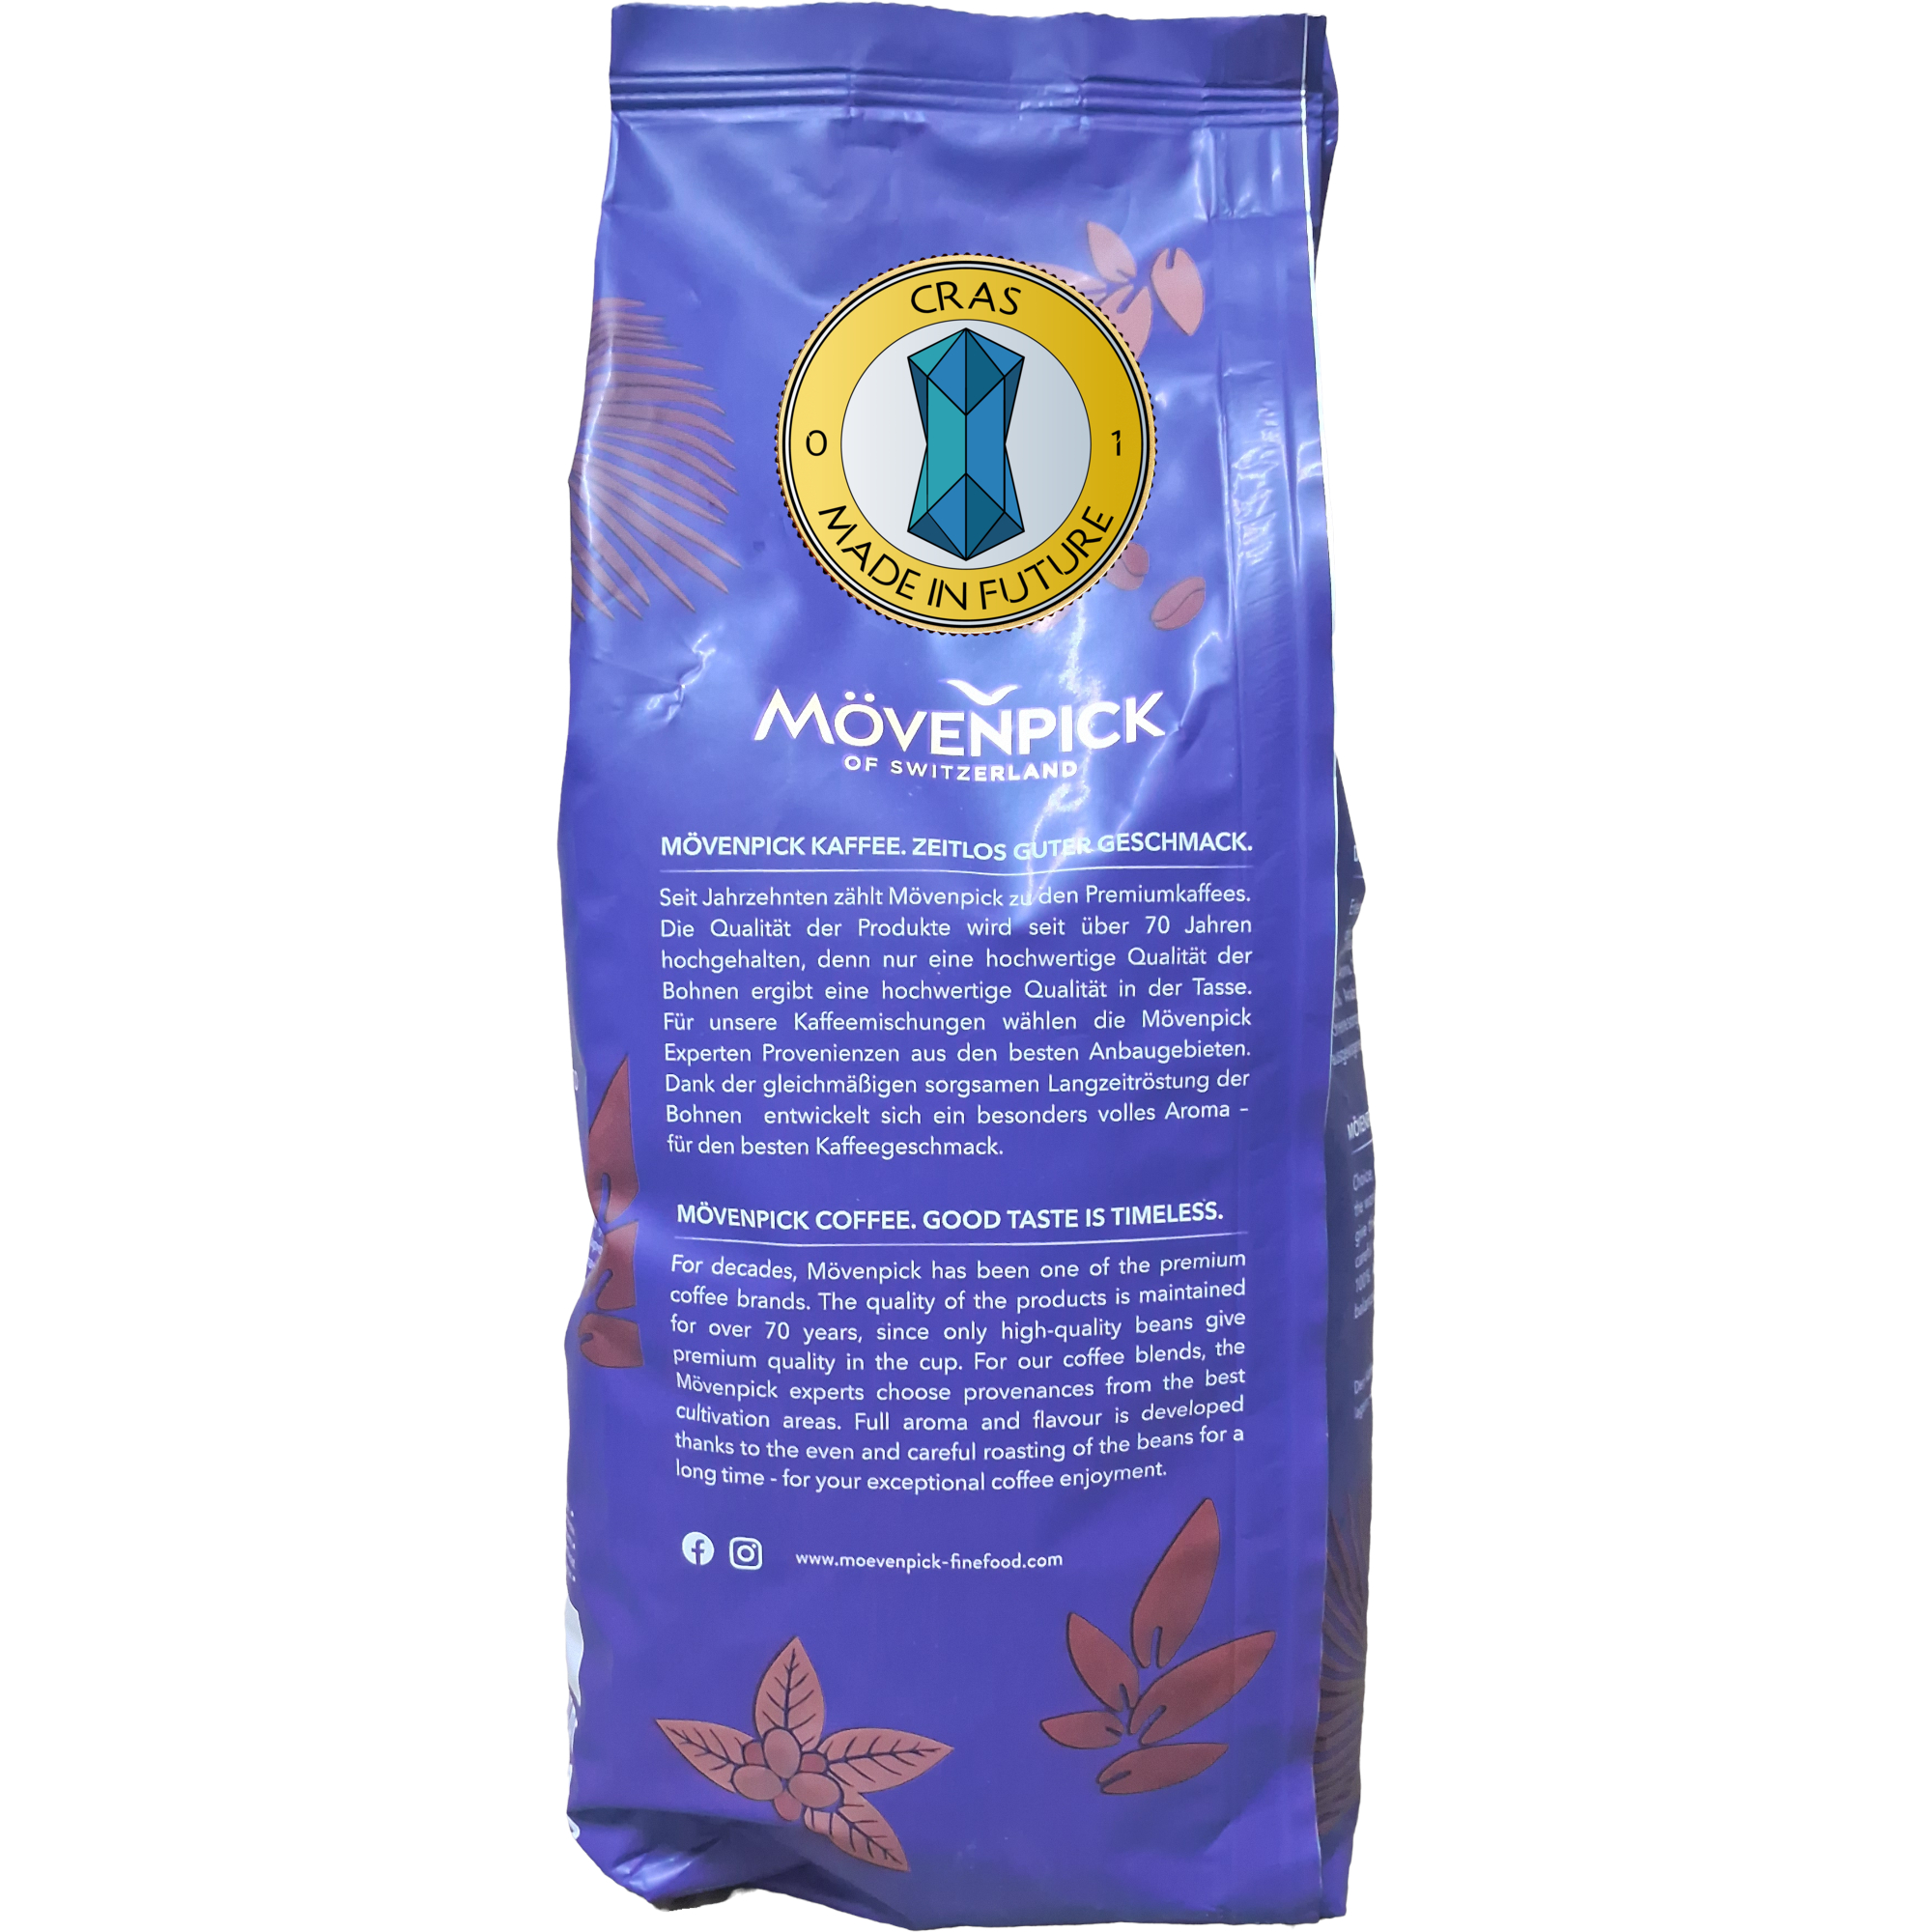 CRAS
0 1
MADE IN FUTURE
MÖVENPICK
OF SWITZERLAND
MÖVENPICK KAFFEE. ZEITLOS GUTER GESCHMACK.
Seit Jahrzehnten zählt Mövenpick zu den Premiumkaffees.
Die Qualität der Produkte wird seit über 70 Jahren
hochgehalten, denn nur eine hochwertige Qualität der
Bohnen ergibt eine hochwertige Qualität in der Tasse.
Für unsere Kaffeemischungen wählen die Mövenpick
Experten Provenienzen aus den besten Anbaugebieten.
Dank der gleichmäßigen sorgsamen Langzeitröstung der
Bohnen entwickelt sich ein besonders volles Aroma -
für den besten Kaffeegeschmack.
MÖVENPICK COFFEE. GOOD TASTE IS TIMELESS.
For decades, Mövenpick has been one of the premium
coffee brands. The quality of the products is maintained
for over 70 years, since only high-quality beans give
premium quality in the cup. For our coffee blends, the
Mövenpick experts choose provenances from the best
cultivation areas. Full aroma and flavour is developed
thanks to the even and careful roasting of the beans for a
long time - for your exceptional coffee enjoyment.
www.moevenpick-finefood.com